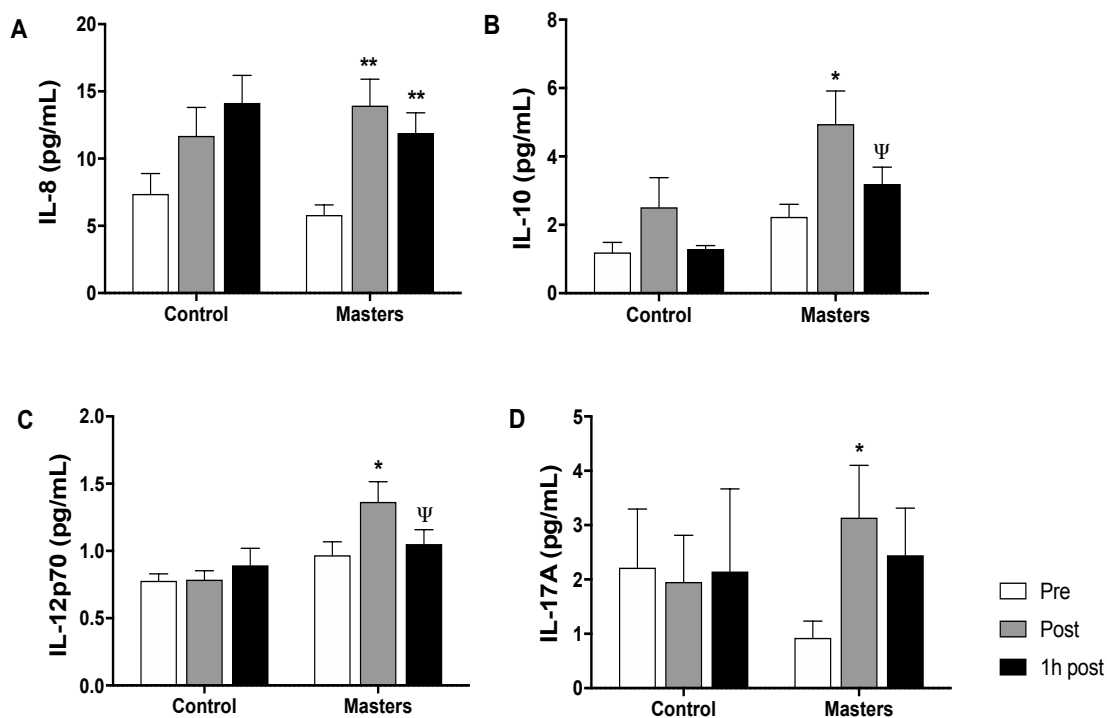 A
IL-8 (pg/mL)
20
15
10
5
0
**
**
Control
Masters
B
IL-10 (pg/mL)
8
6
4
2
0
*
Ψ
Control
Masters
C
IL-12p70 (pg/mL)
2.0
1.5
1.0
0.5
0.0
*
Ψ
Control
Masters
D
IL-17A (pg/mL)
5
4
3
2
1
0
*
Control
Masters
Pre
Post
1h post